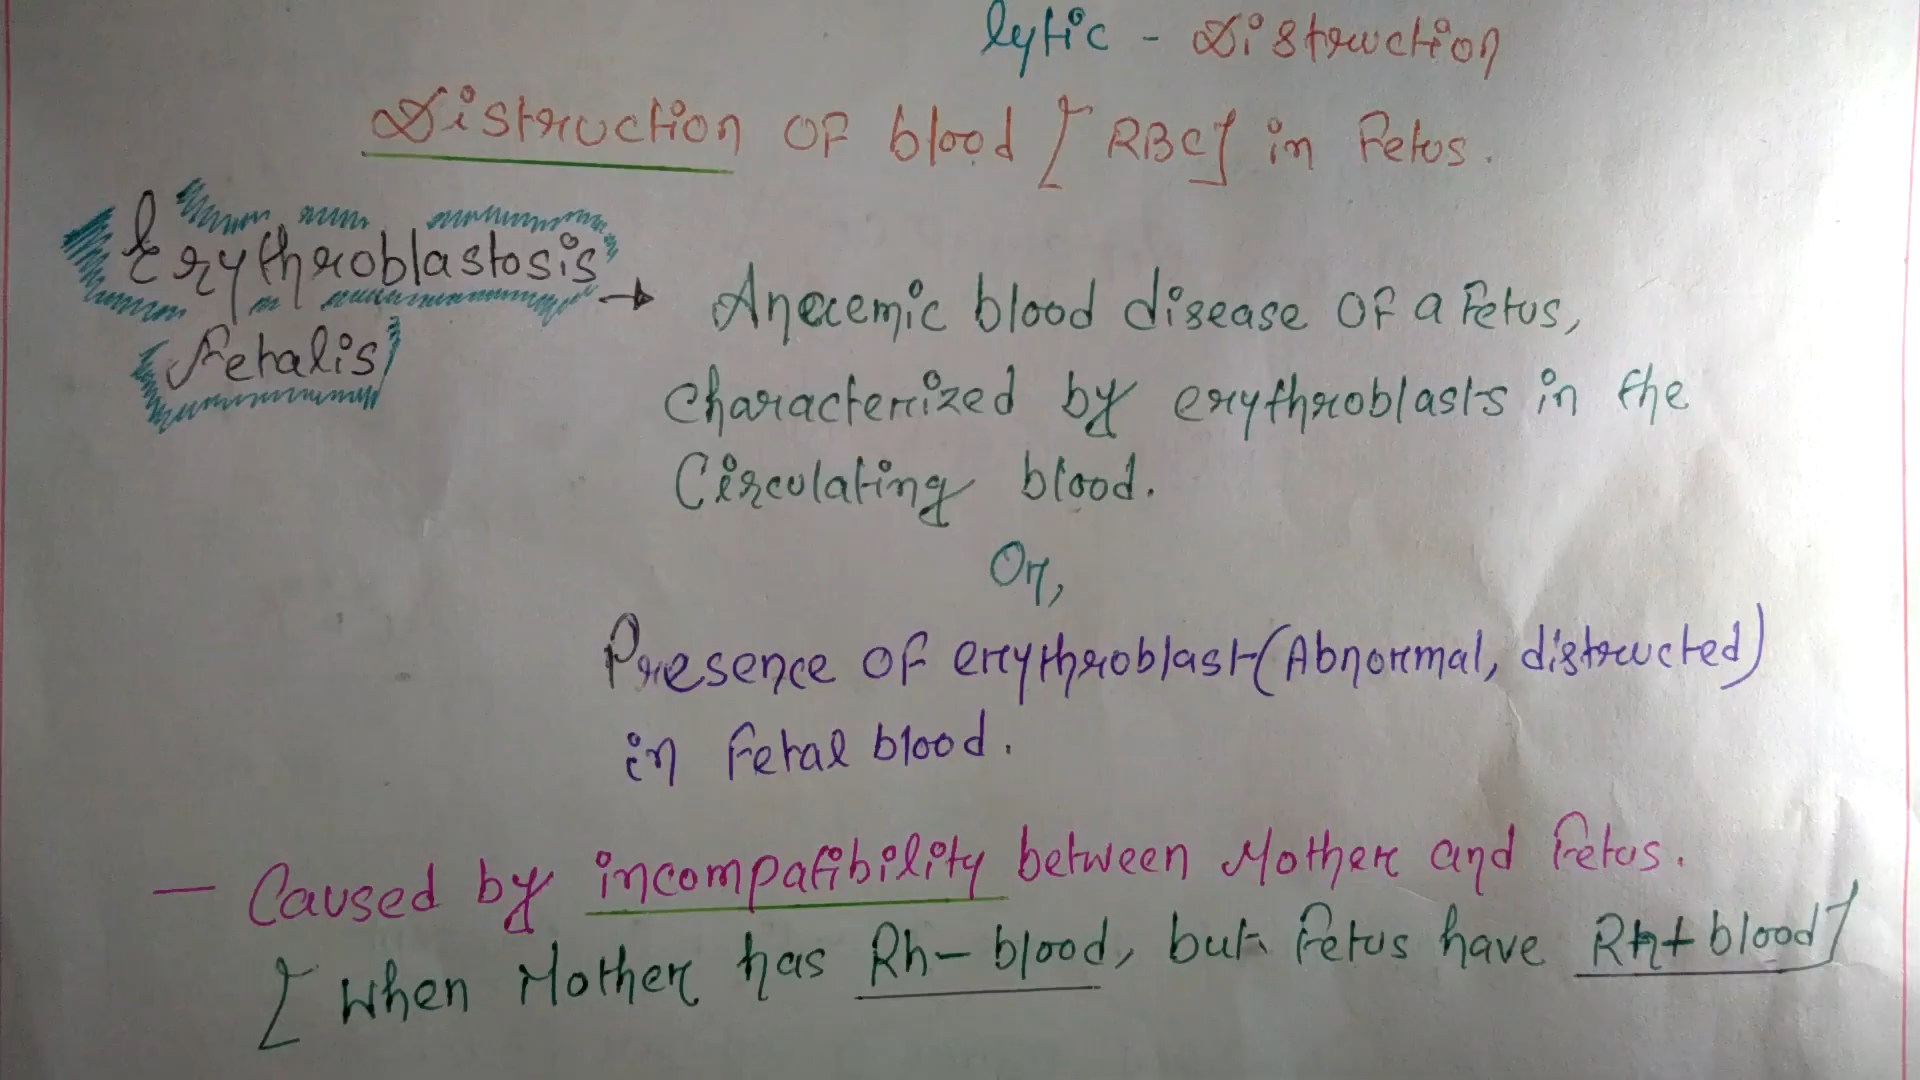 lytic - Distruction
Distruction OF blood [RBC] in Fetus.
Erythroblastosis
Fetalis
→ Anaemic blood disease OF a Fetus,
Characterized by erythroblasts in the
Circulating blood.
Or,
Presence OF erythroblast (Abnormal, distructed)
in Fetal blood.
— Caused by incompatibility between Mother and Fetus.
[When Mother has Rh- blood, but Fetus have Rh+ blood]